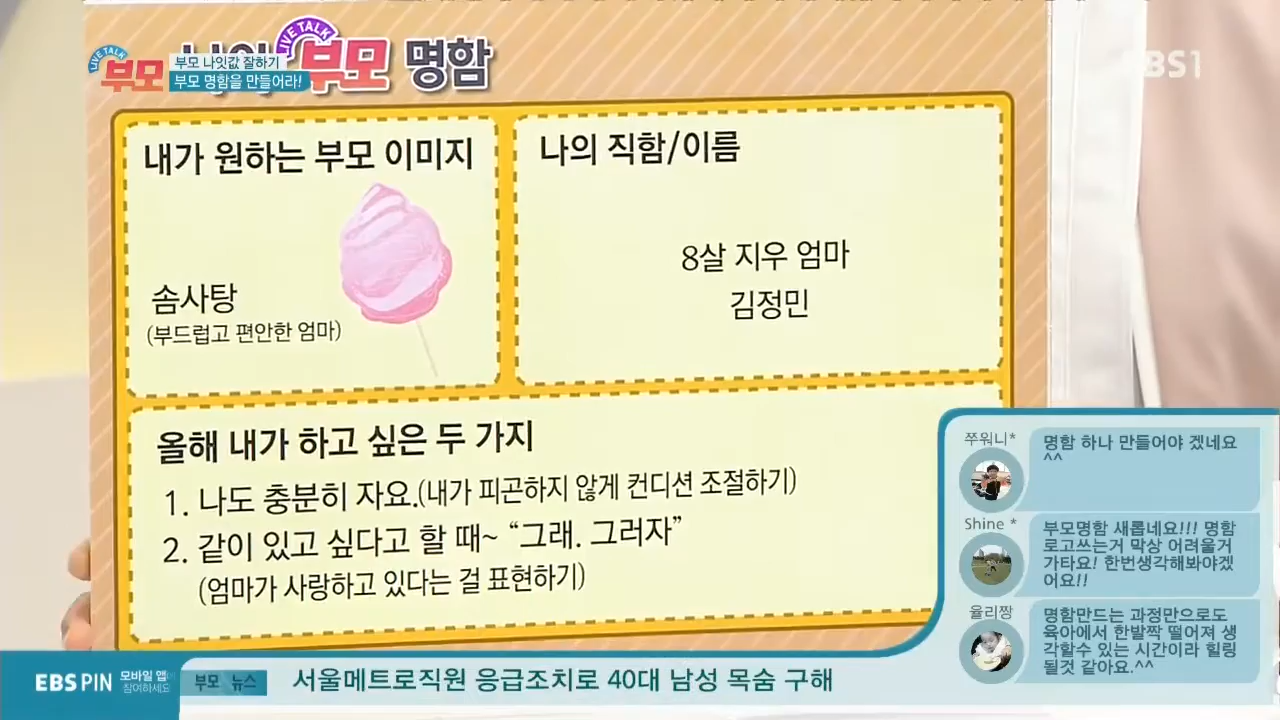 LIVE TALK
부모
부모 나잇값 잘하기
부모 명함을 만들어라!
LIVE TALK
부모 명함
EBS1
내가 원하는 부모 이미지
솜사탕
(부드럽고 편안한 엄마)
나의 직함/이름
8살 지우 엄마
김정민
올해 내가 하고 싶은 두 가지
1. 나도 충분히 자요.(내가 피곤하지 않게 컨디션 조절하기)
2. 같이 있고 싶다고 할 때~ “그래. 그러자”
(엄마가 사랑하고 있다는 걸 표현하기)
쭈워니*
명함 하나 만들어야 겠네요
^^
Shine *
부모명함 새롭네요!!! 명함
로고쓰는거 막상 어려울거
가타요! 한번생각해봐야겠
어요!!
율리짱
명함만드는 과정만으로도
육아에서 한발짝 떨어져 생
각할수 있는 시간이라 힐링
될것 같아요.^^
EBS PIN
모바일 앱
참여하세요
부모 뉴스
서울메트로직원 응급조치로 40대 남성 목숨 구해